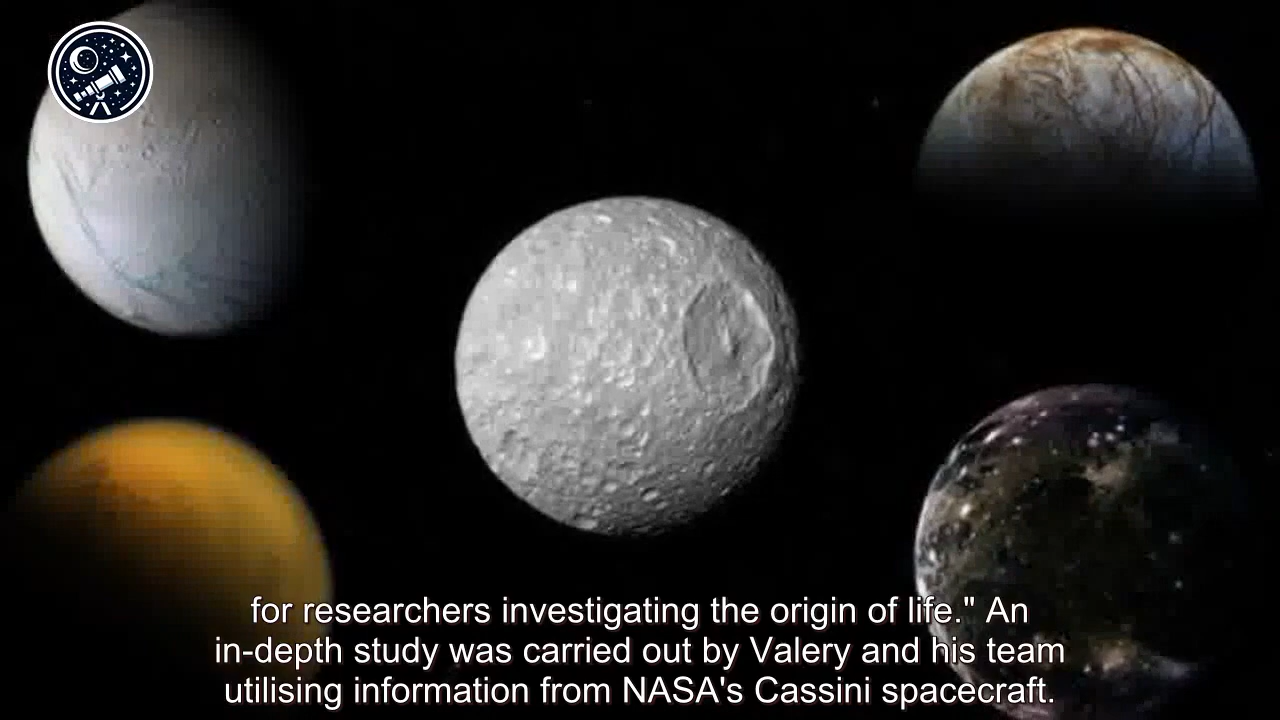 for researchers investigating the origin of life." An
in-depth study was carried out by Valery and his team
utilising information from NASA's Cassini spacecraft.